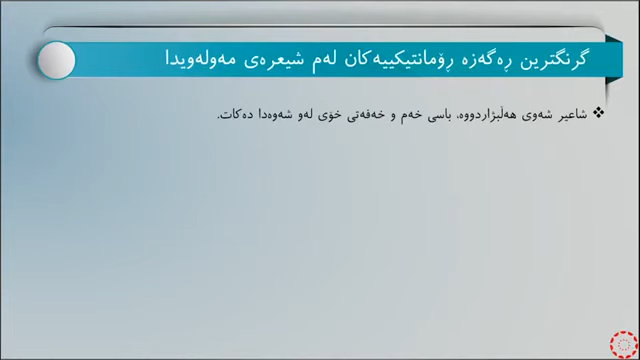 گرنگترین ڕەگەزە ڕۆمانتیکییەکان لەم شیعرەی مەولەویدا
❖ شاعیر شەوی هەڵبژاردووە، باسی خەم و خەفەتی خۆی لەو شەوەدا دەکات.